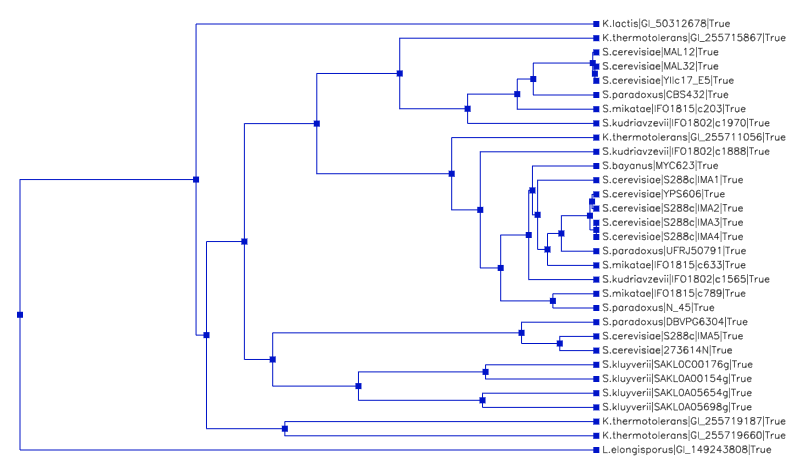 K.lactis|GI_50312678|True
K.thermotolerans|GI_255715867|True
S.cerevisiae|MAL12|True
S.cerevisiae|MAL32|True
S.cerevisiae|YIlc17_E5|True
S.paradoxus|CBS432|True
S.mikatae|IFO1815|c203|True
S.kudriavzevii|IFO1802|c1970|True
K.thermotolerans|GI_255711056|True
S.kudriavzevii|IFO1802|c1888|True
S.bayanus|MYC623|True
S.cerevisiae|S288c|IMA1|True
S.cerevisiae|YPS606|True
S.cerevisiae|S288c|IMA2|True
S.cerevisiae|S288c|IMA3|True
S.cerevisiae|S288c|IMA4|True
S.paradoxus|UFRJ50791|True
S.mikatae|IFO1815|c633|True
S.kudriavzevii|IFO1802|c1565|True
S.mikatae|IFO1815|c789|True
S.paradoxus|N_45|True
S.paradoxus|DBVPG6304|True
S.cerevisiae|S288c|IMA5|True
S.cerevisiae|273614N|True
S.kluyverii|SAKL0C00176g|True
S.kluyverii|SAKL0A00154g|True
S.kluyverii|SAKL0A05654g|True
S.kluyverii|SAKL0A05698g|True
K.thermotolerans|GI_255719187|True
K.thermotolerans|GI_255719660|True
L.elongisporus|GI_149243808|True